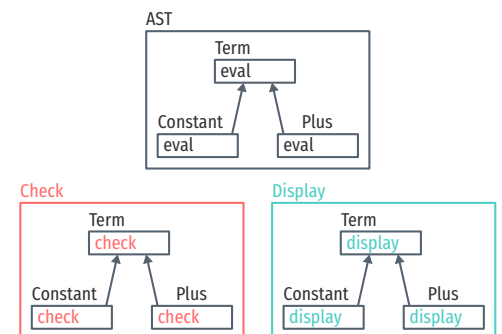 AST
Term
eval
Constant Plus
eval eval
Check Display
Term Term
check display
Constant Plus Constant Plus
check check display display